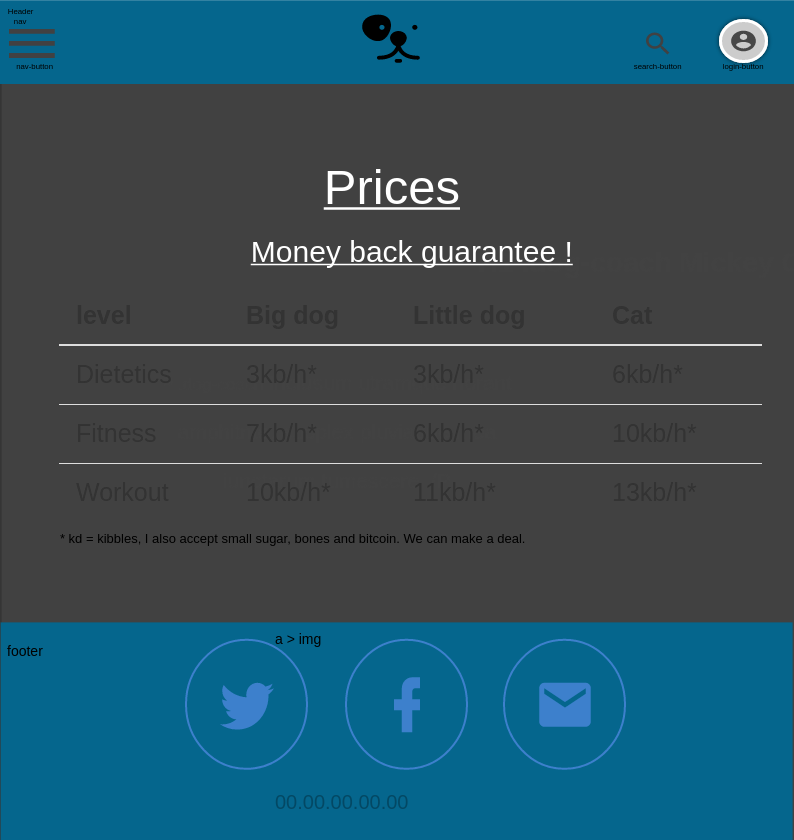 Header
nav
nav-button
search-button
login-button
Prices
Money back guarantee !
level Big dog Little dog Cat
Dietetics 3kb/h* 3kb/h* 6kb/h*
Fitness 7kb/h* 6kb/h* 10kb/h*
Workout 10kb/h* 11kb/h* 13kb/h*
* kd = kibbles, I also accept small sugar, bones and bitcoin. We can make a deal.
a > img
footer
00.00.00.00.00